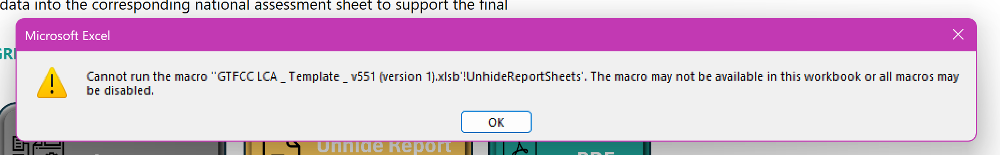 data into the corresponding national assessment sheet to support the final
Microsoft Excel
Cannot run the macro ''GTFCC LCA _ Template _ v551 (version 1).xlsb'!UnhideReportSheets'. The macro may not be available in this workbook or all macros may
be disabled.
OK
Unhide Report
PDF